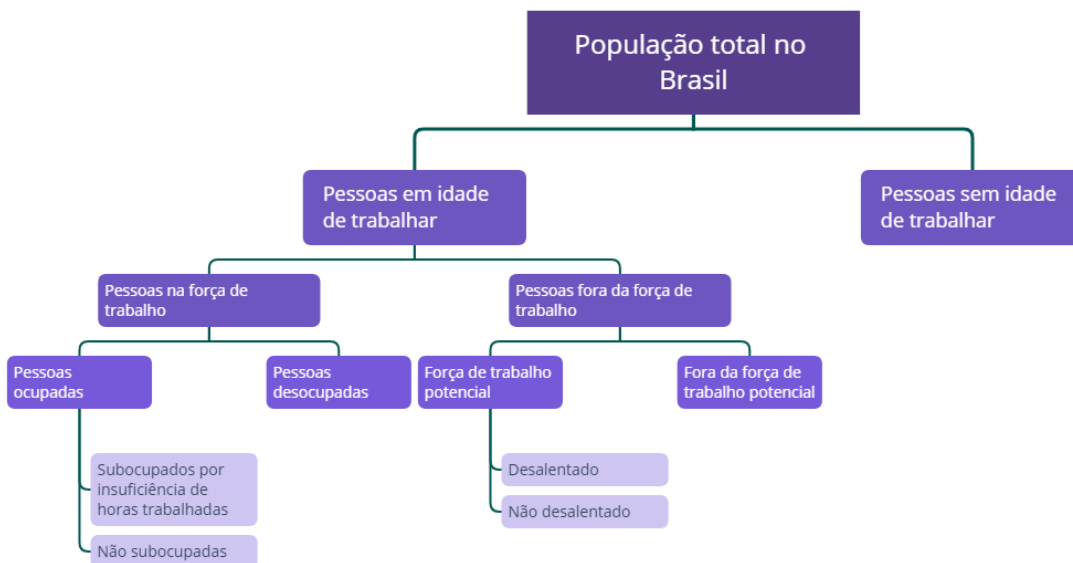 População total no
Brasil
Pessoas em idade
de trabalhar
Pessoas sem idade
de trabalhar
Pessoas na força de
trabalho
Pessoas fora da força de
trabalho
Pessoas
ocupadas
Pessoas
desocupadas
Força de trabalho
potencial
Fora da força de
trabalho potencial
Subocupados por
insuficiência de
horas trabalhadas
Não subocupadas
Desalentado
Não desalentado